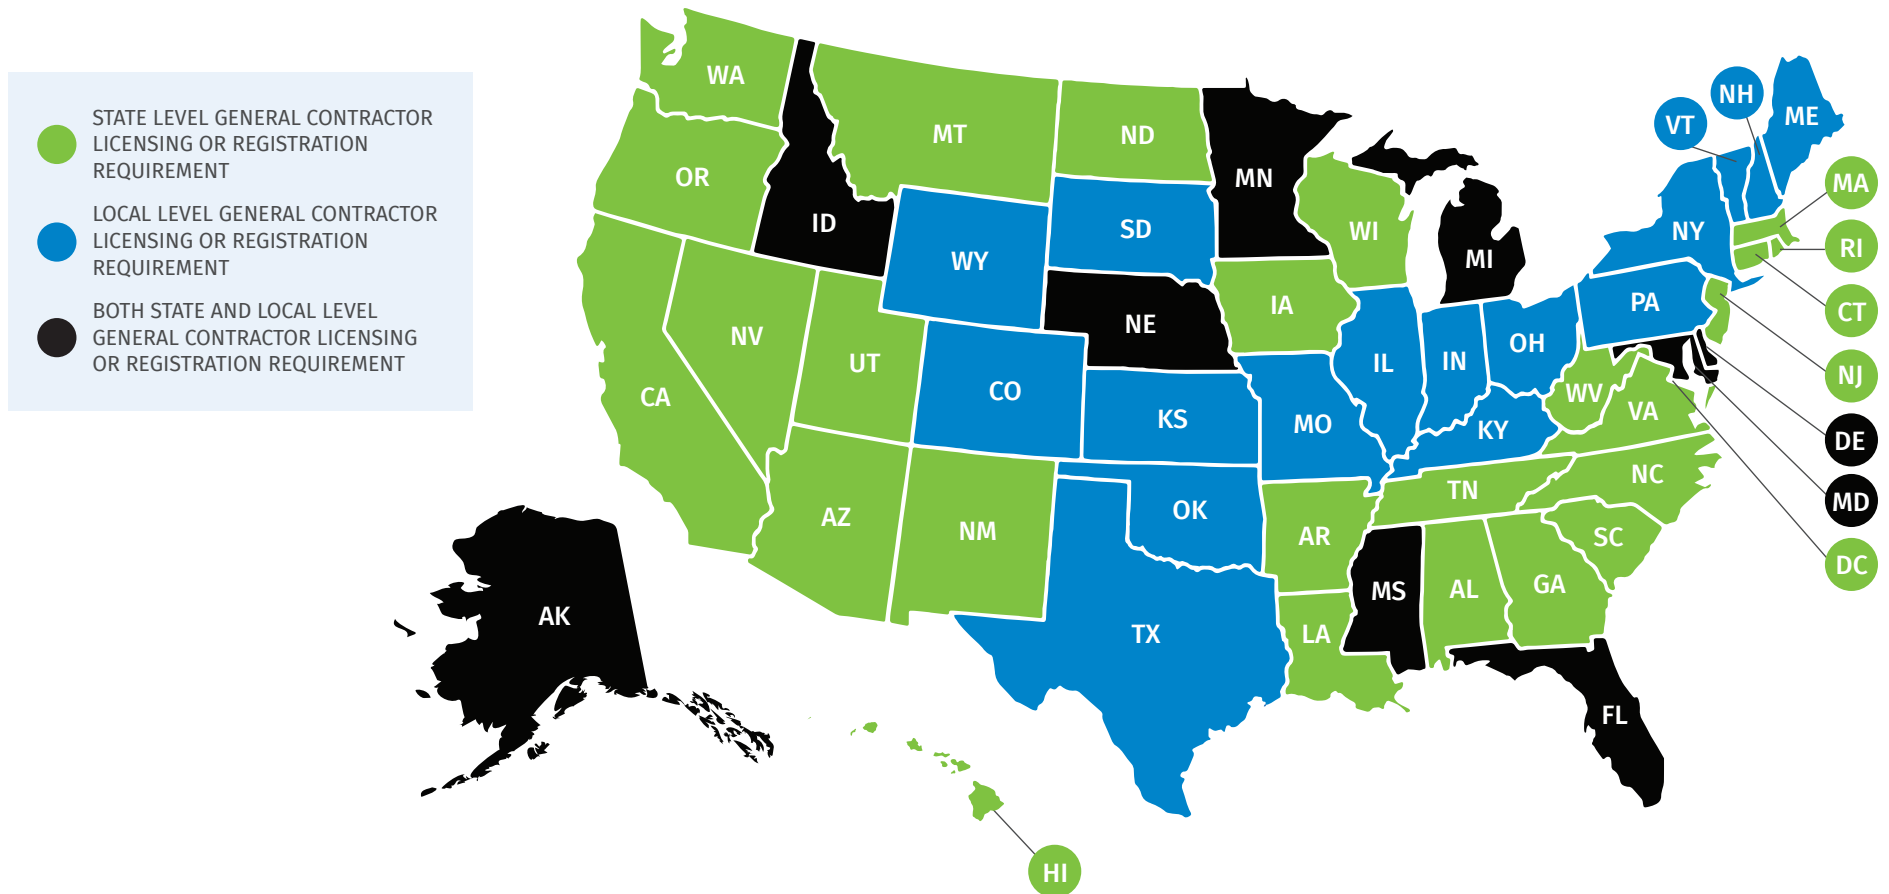 STATE LEVEL GENERAL CONTRACTOR
LICENSING OR REGISTRATION
REQUIREMENT
LOCAL LEVEL GENERAL CONTRACTOR
LICENSING OR REGISTRATION
REQUIREMENT
BOTH STATE AND LOCAL LEVEL
GENERAL CONTRACTOR LICENSING
OR REGISTRATION REQUIREMENT
WA
OR
CA
NV
ID
MT
WY
UT
AZ
CO
NM
ND
SD
NE
KS
OK
TX
MN
IA
MO
AR
LA
WI
IL
MI
IN
OH
KY
TN
MS
AL
GA
FL
SC
NC
VA
WV
PA
NY
VT
NH
ME
MA
RI
CT
NJ
DE
MD
DC
AK
HI